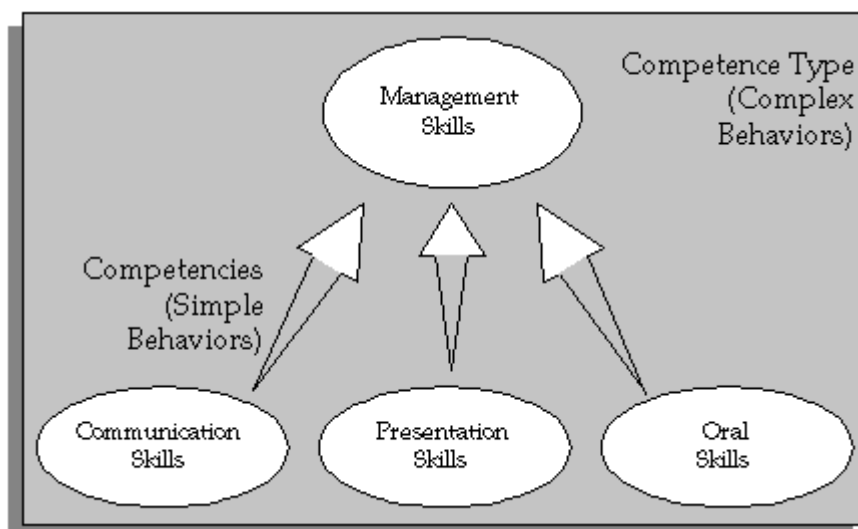 Management
Skills
Competence Type
(Complex
Behaviors)
Competencies
(Simple
Behaviors)
Communication
Skills
Presentation
Skills
Oral
Skills